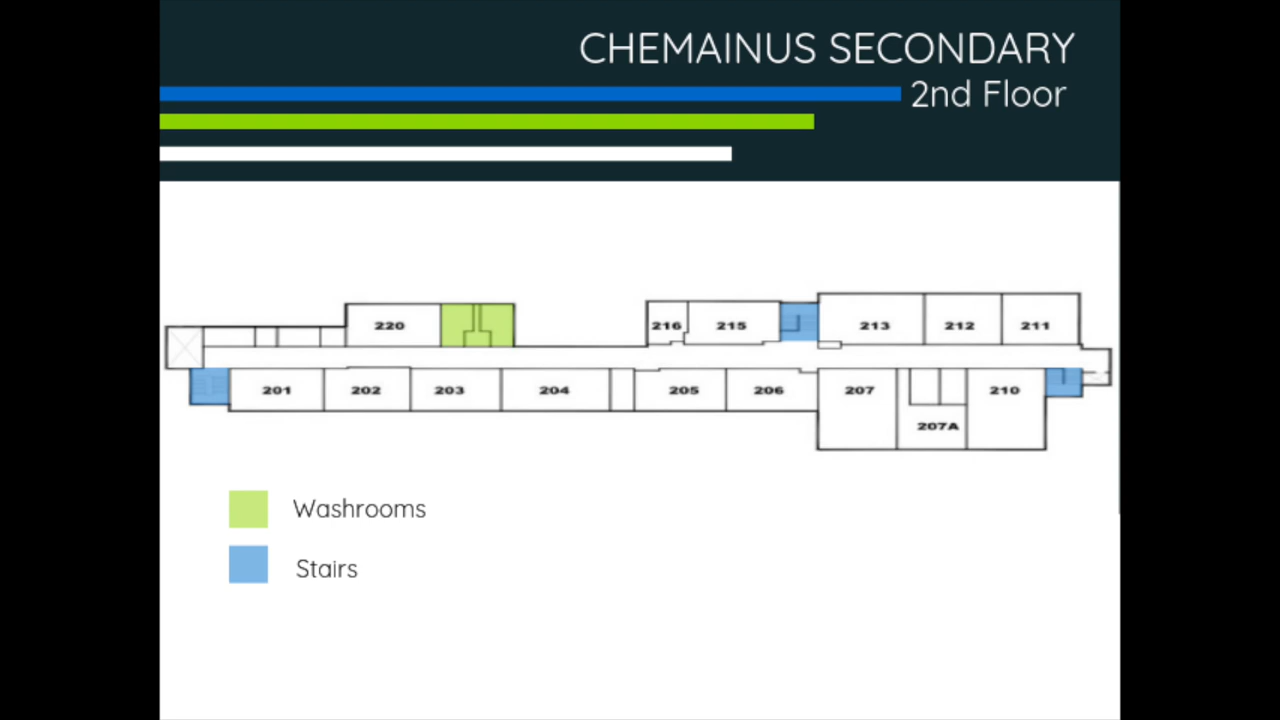 CHEMAINUS SECONDARY
2nd Floor
213 212 211
220 216 215
201 202 203 204 205 206 207 210
207A
Washrooms
Stairs